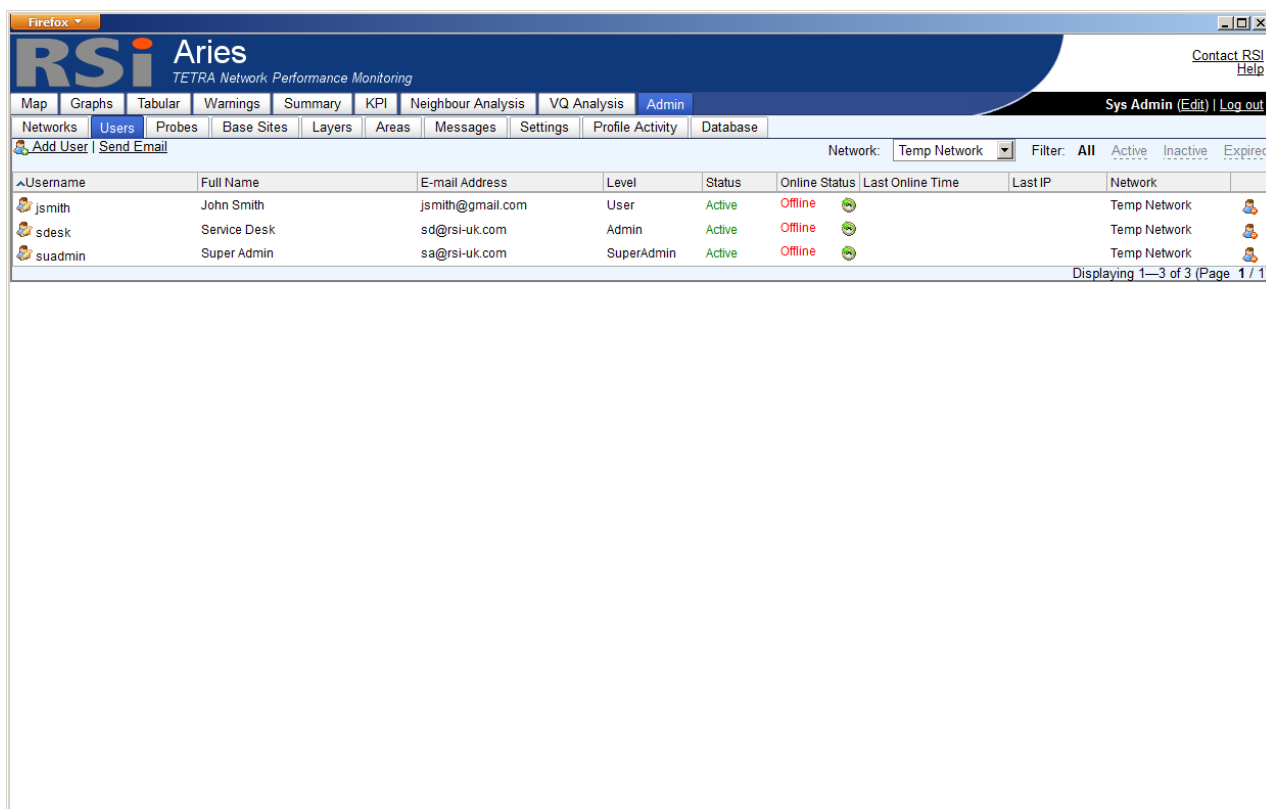 Firefox
RSi Aries
TETRA Network Performance Monitoring
Contact RSI
Help
Map Graphs Tabular Warnings Summary KPI Neighbour Analysis VQ Analysis Admin Sys Admin (Edit) | Log out
Networks Users Probes Base Sites Layers Areas Messages Settings Profile Activity Database
Add User | Send Email Network: Temp Network Filter: All Active Inactive Expired
Username Full Name E-mail Address Level Status Online Status Last Online Time Last IP Network
jsmith John Smith jsmith@gmail.com User Active Offline Temp Network
sdesk Service Desk sd@rsi-uk.com Admin Active Offline Temp Network
suadmin Super Admin sa@rsi-uk.com SuperAdmin Active Offline Temp Network
Displaying 1—3 of 3 (Page 1 / 1